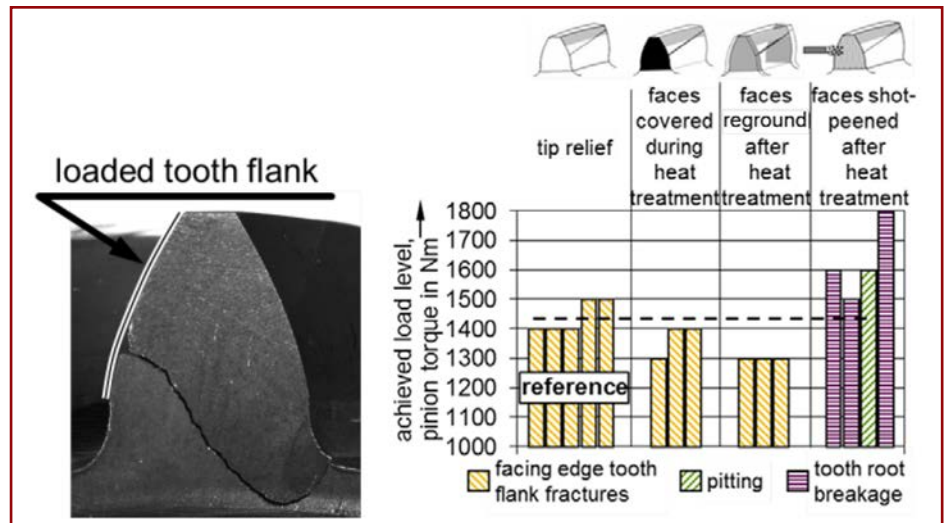 loaded tooth flank
tip relief
faces
covered
during
heat
treatment
faces
reground
after
heat
treatment
faces shot-
peened
after
heat
treatment
achieved load level,
pinion torque in Nm
1800
1700
1600
1500
1400
1300
1200
1100
1000
reference
facing edge tooth
flank fractures
pitting
tooth root
breakage